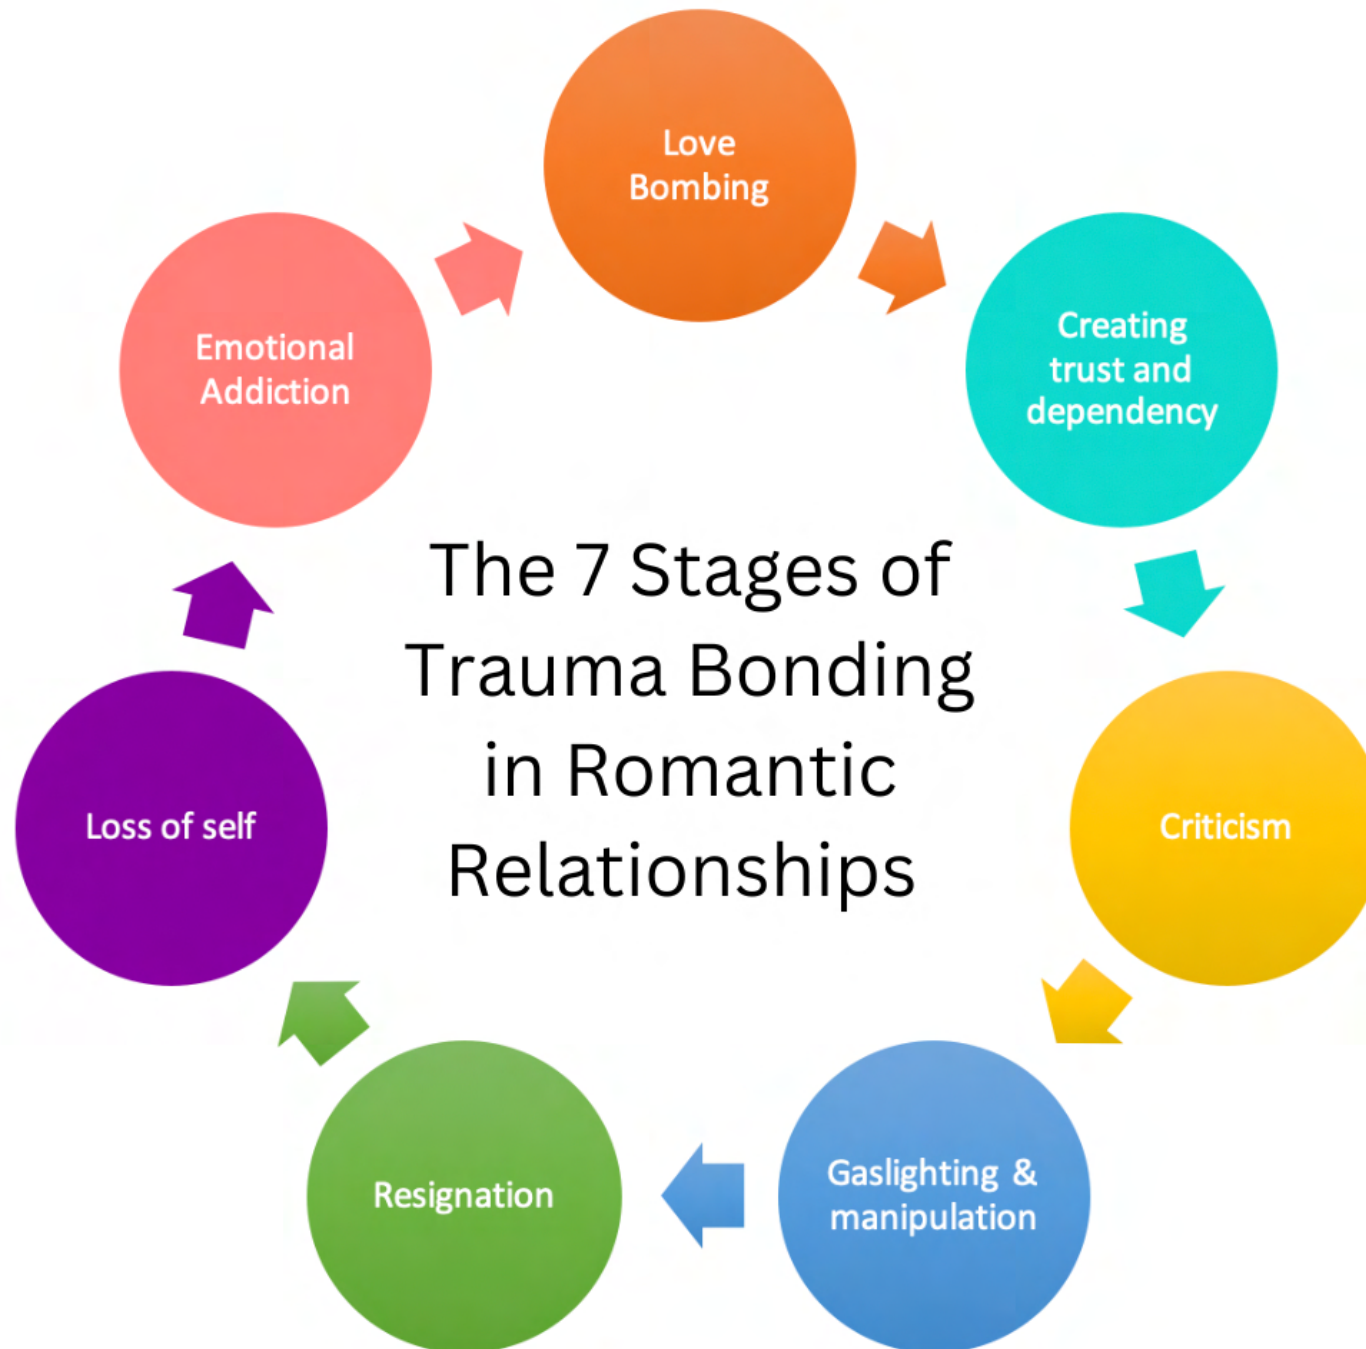 Love
Bombing
Creating
trust and
dependency
Criticism
Gaslighting &
manipulation
Resignation
Loss of self
Emotional
Addiction
The 7 Stages of
Trauma Bonding
in Romantic
Relationships